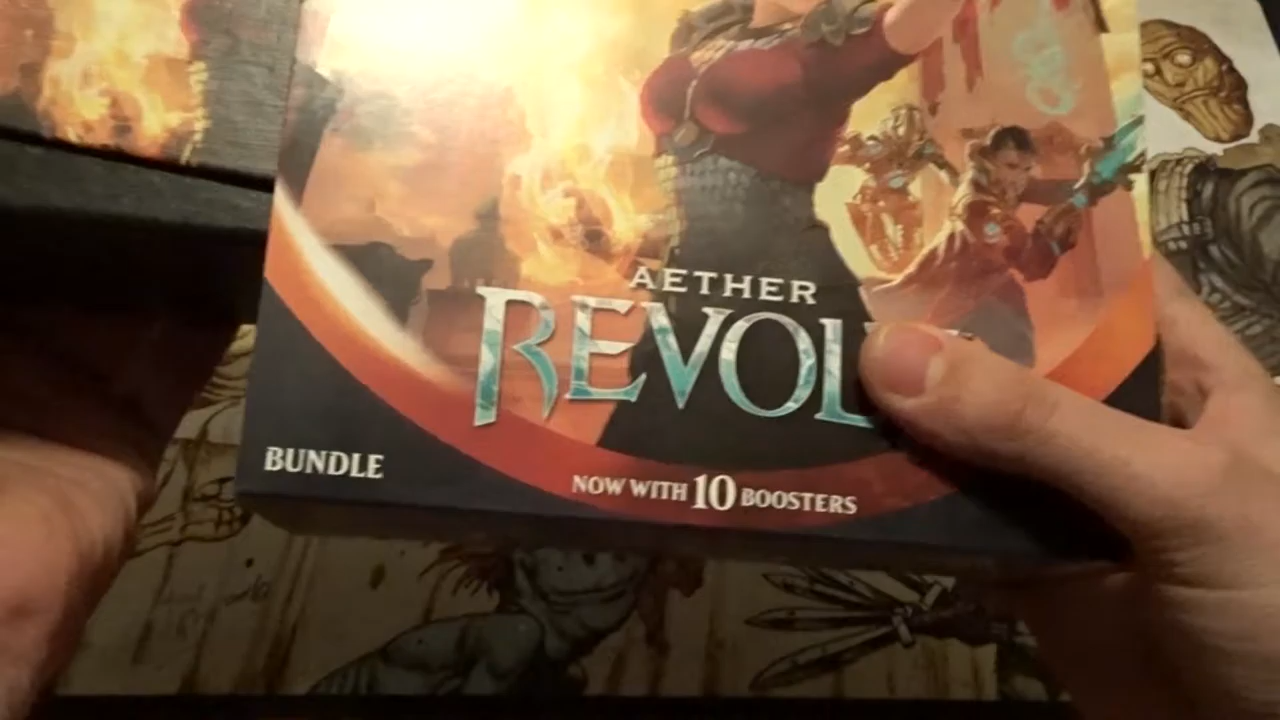 AETHER
REVOL
BUNDLE
NOW WITH 10 BOOSTERS